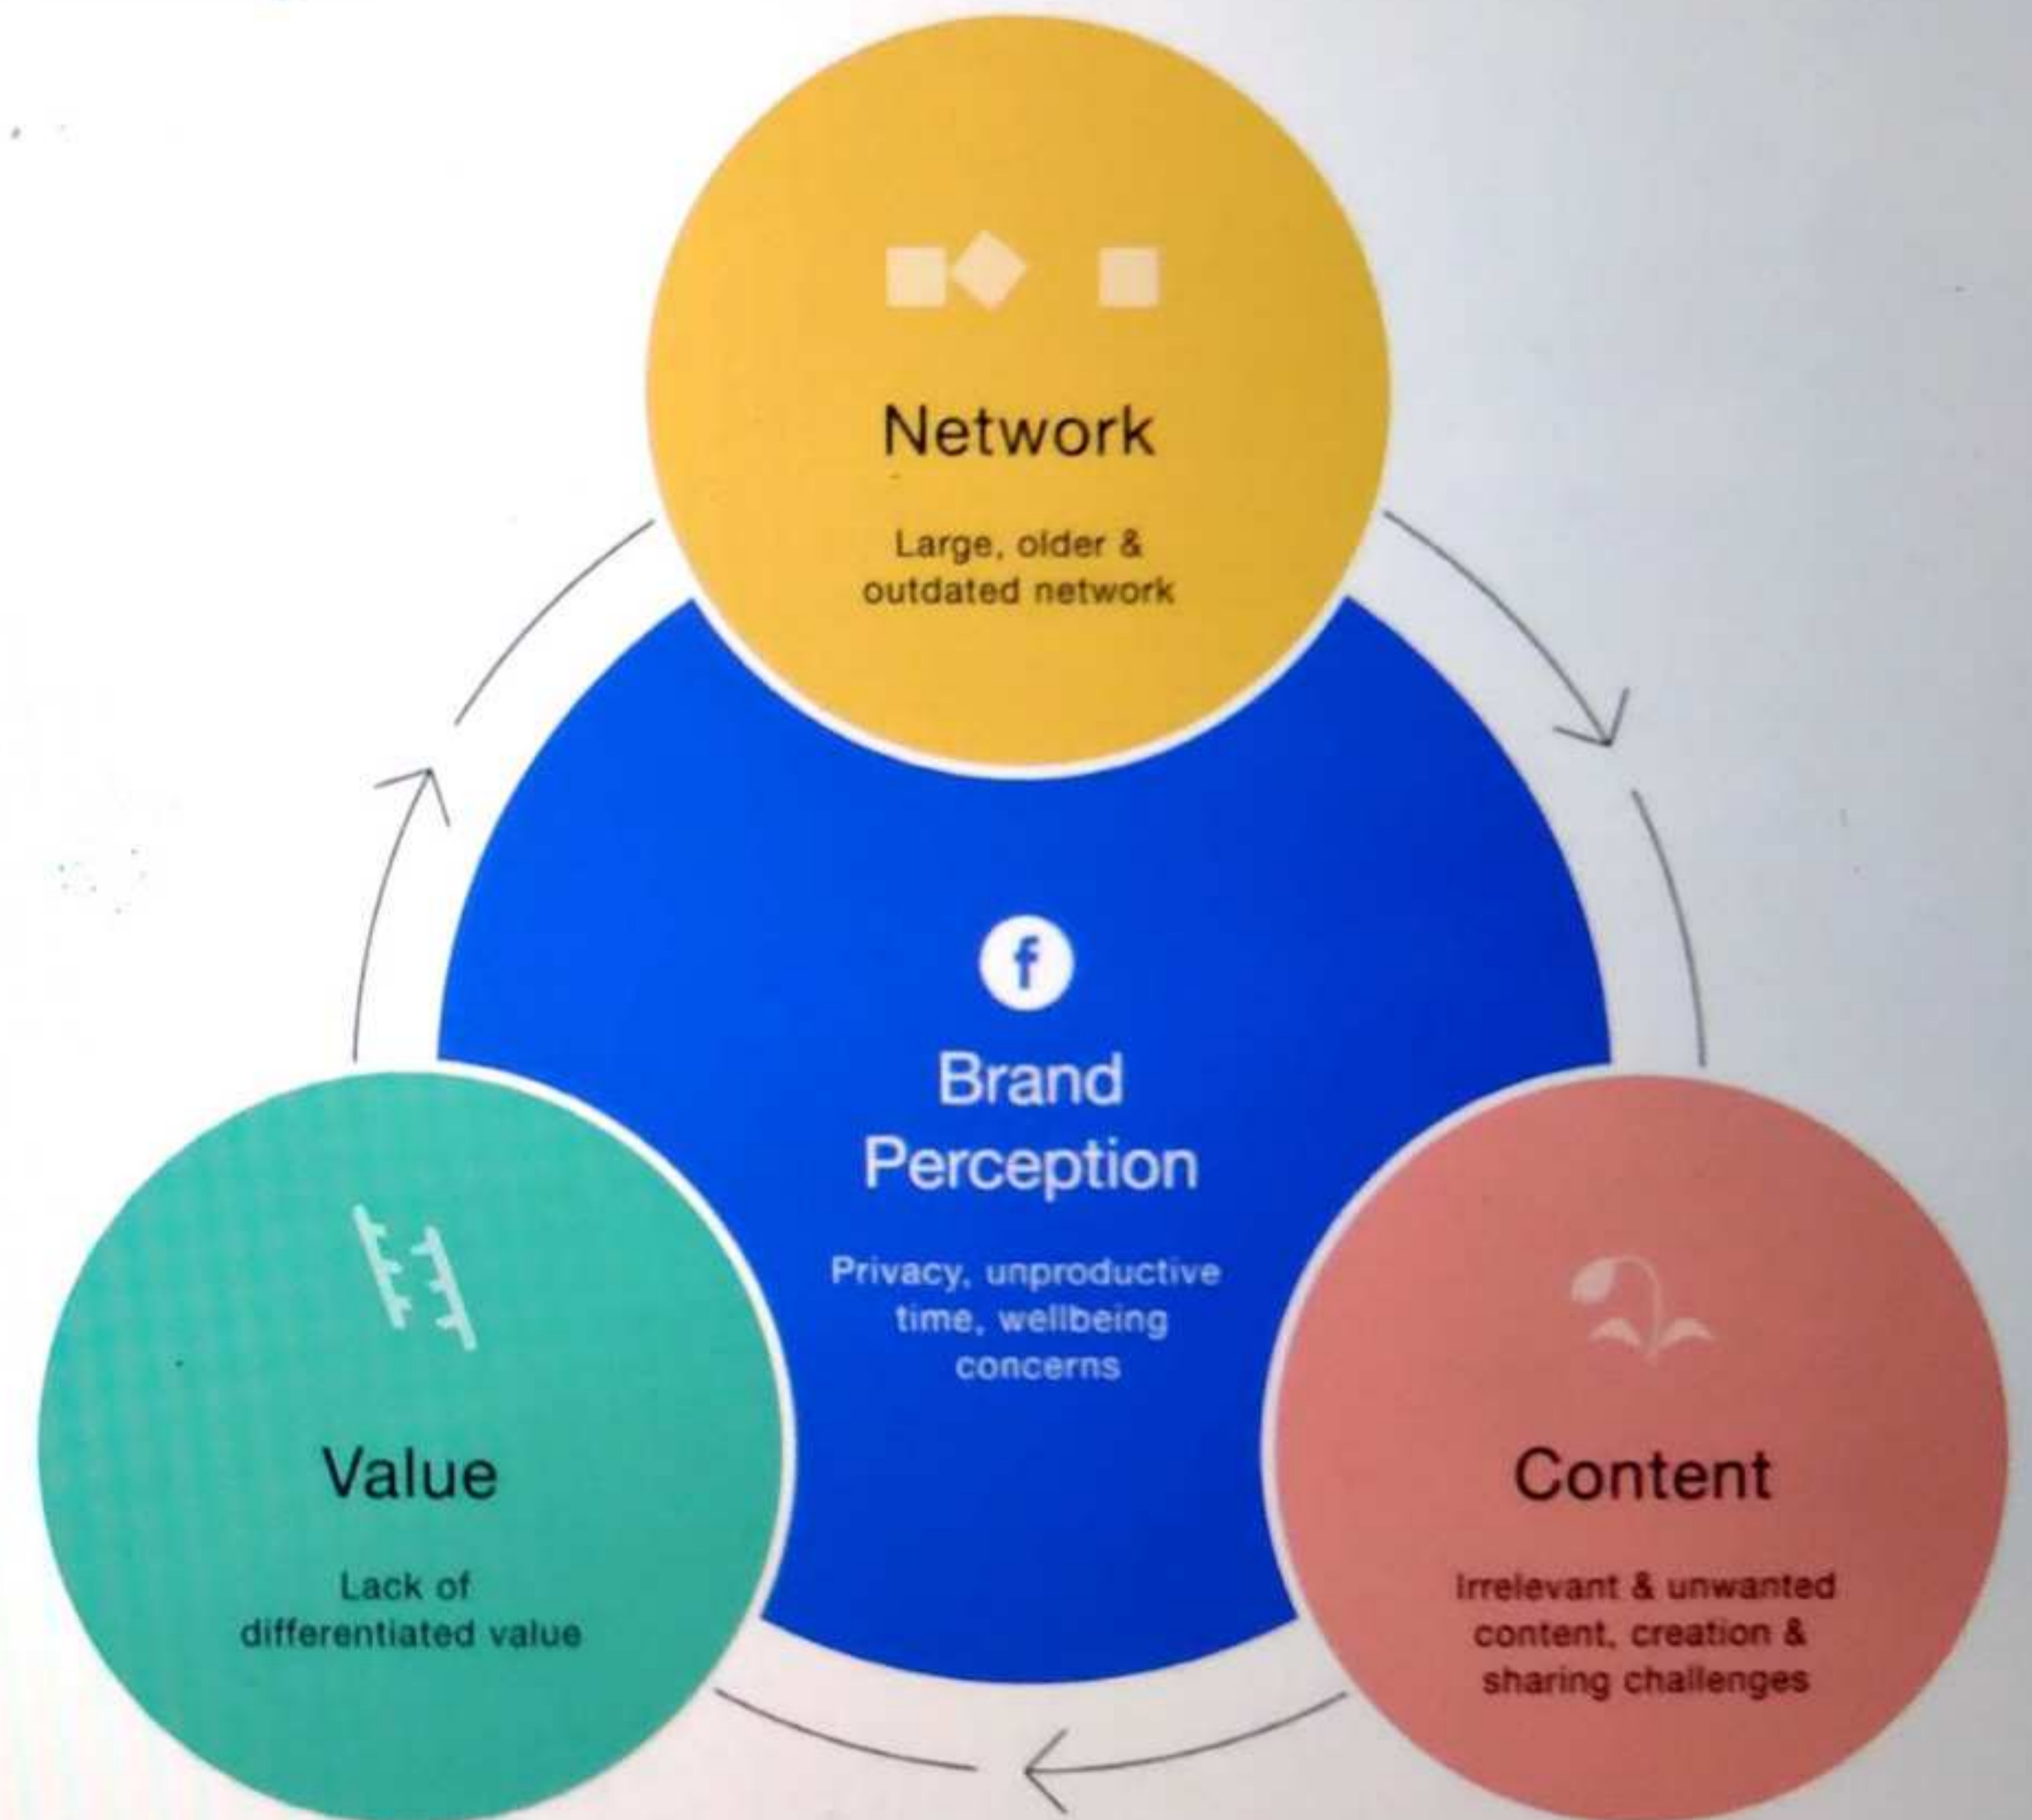 Network
Large, older &
outdated network
f
Brand
Perception
Privacy, unproductive
time, wellbeing
concerns
Value
Lack of
differentiated value
Content
Irrelevant & unwanted
content, creation &
sharing challenges